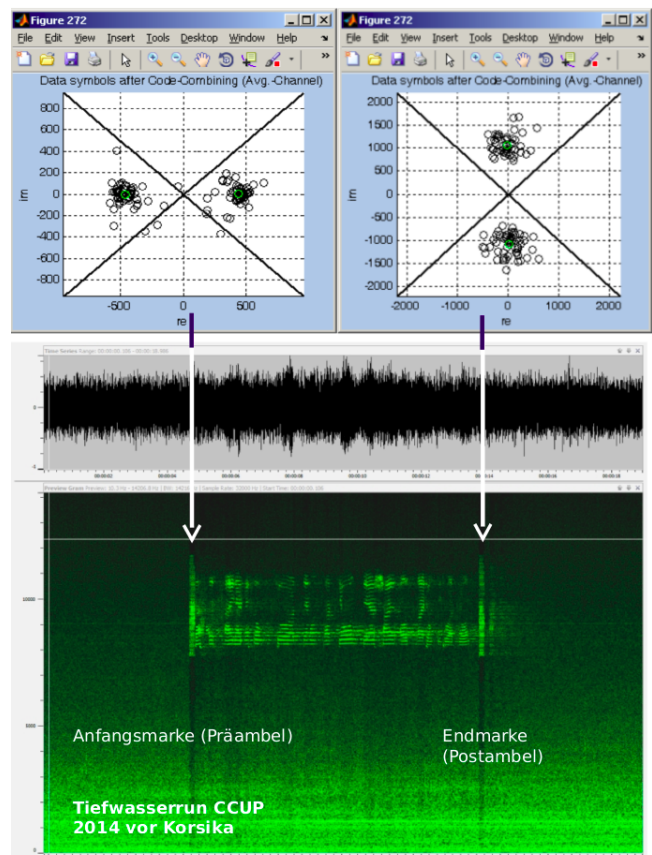 Figure 272
File Edit View Insert Tools Desktop Window Help
Data symbols after Code-Combining (Avg.-Channel)
800
600
400
200
0
-200
-400
-600
-800
im
-500 0 500
re
Figure 272
File Edit View Insert Tools Desktop Window Help
Data symbols after Code-Combining (Avg.-Channel)
2000
1500
1000
500
0
-500
-1000
-1500
-2000
im
-2000 -1000 0 1000 2000
re
Time Series
Anfangsmarke (Präambel)
Endmarke
(Postambel)
Tiefwasserrun CCUP
2014 vor Korsika